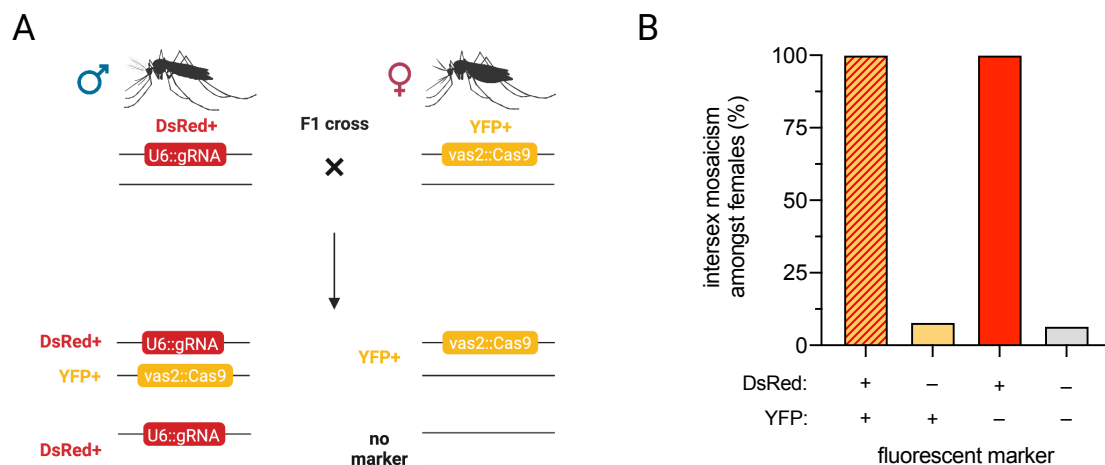 A
♂
♀
DsRed+
F1 cross
YFP+
U6::gRNA
×
vas2::Cas9
DsRed+
U6::gRNA
YFP+
vas2::Cas9
YFP+
vas2::Cas9
DsRed+
U6::gRNA
no
marker
B
intersex mosaicism
amongst females (%)
100
75
50
25
0
DsRed: + – + –
YFP: + + – –
fluorescent marker